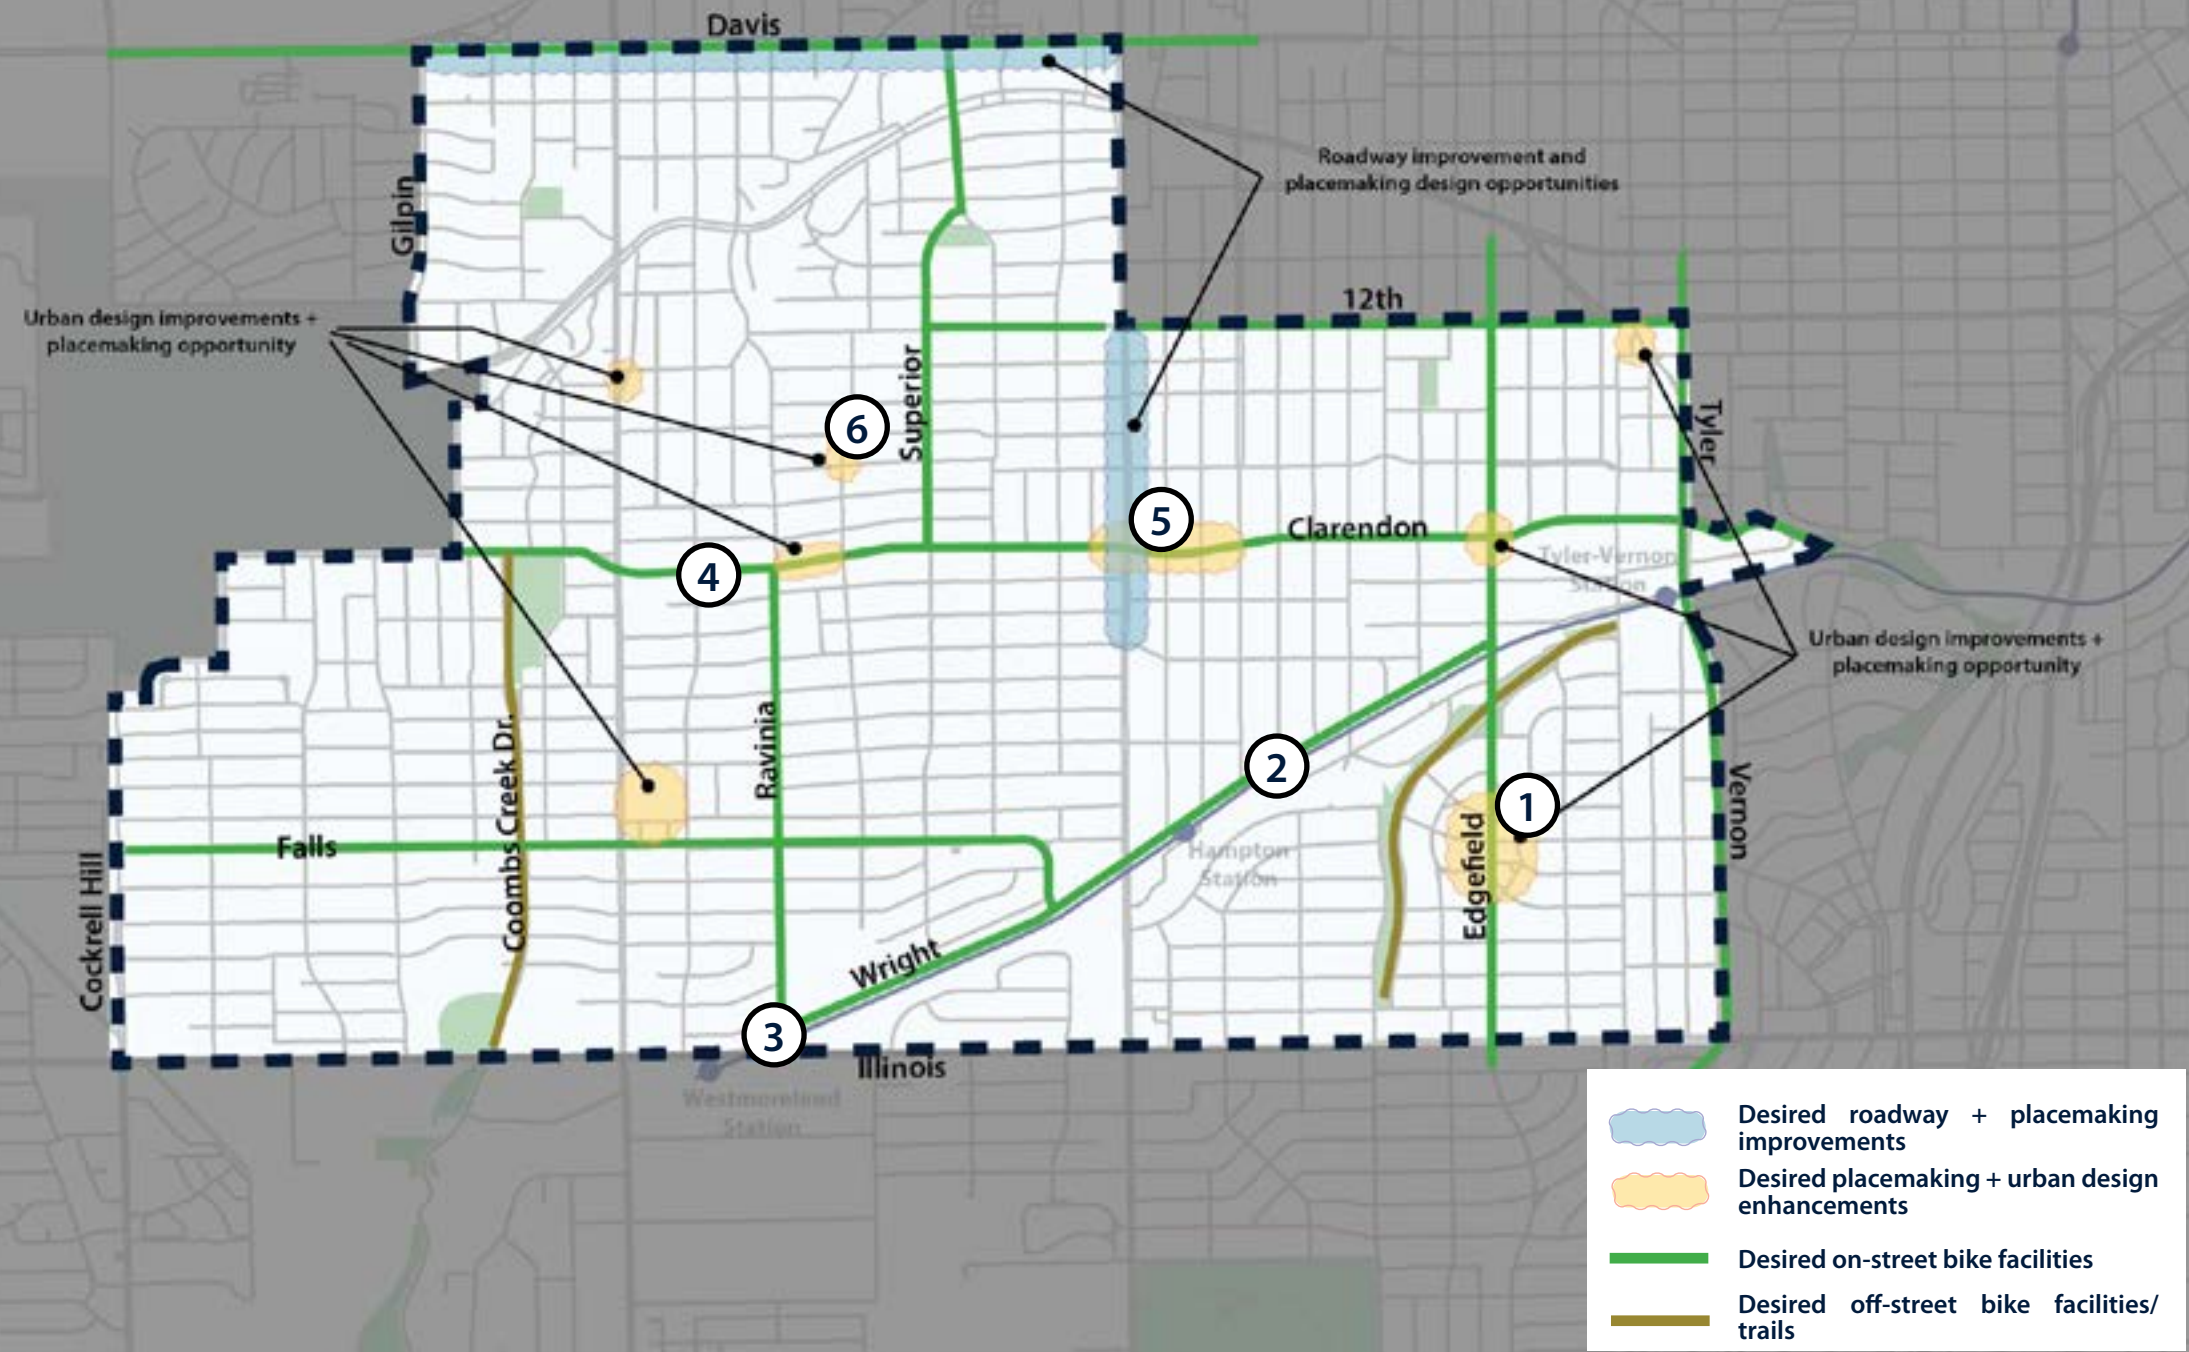 Davis
Roadway improvement and
placemaking design opportunities
Gilpin
12th
Urban design improvements +
placemaking opportunity
Superior
6
Tyler
5
Clarendon
Tyler-Vernon
Station
4
Urban design improvements +
placemaking opportunity
Ravinia
Coombs Creek Dr.
2
1
Vernon
Falls
Hampton
Station
Edgefield
Cockrell Hill
Wright
3
Illinois
Westmoreland
Station
Desired roadway + placemaking
improvements
Desired placemaking + urban design
enhancements
Desired on-street bike facilities
Desired off-street bike facilities/
trails